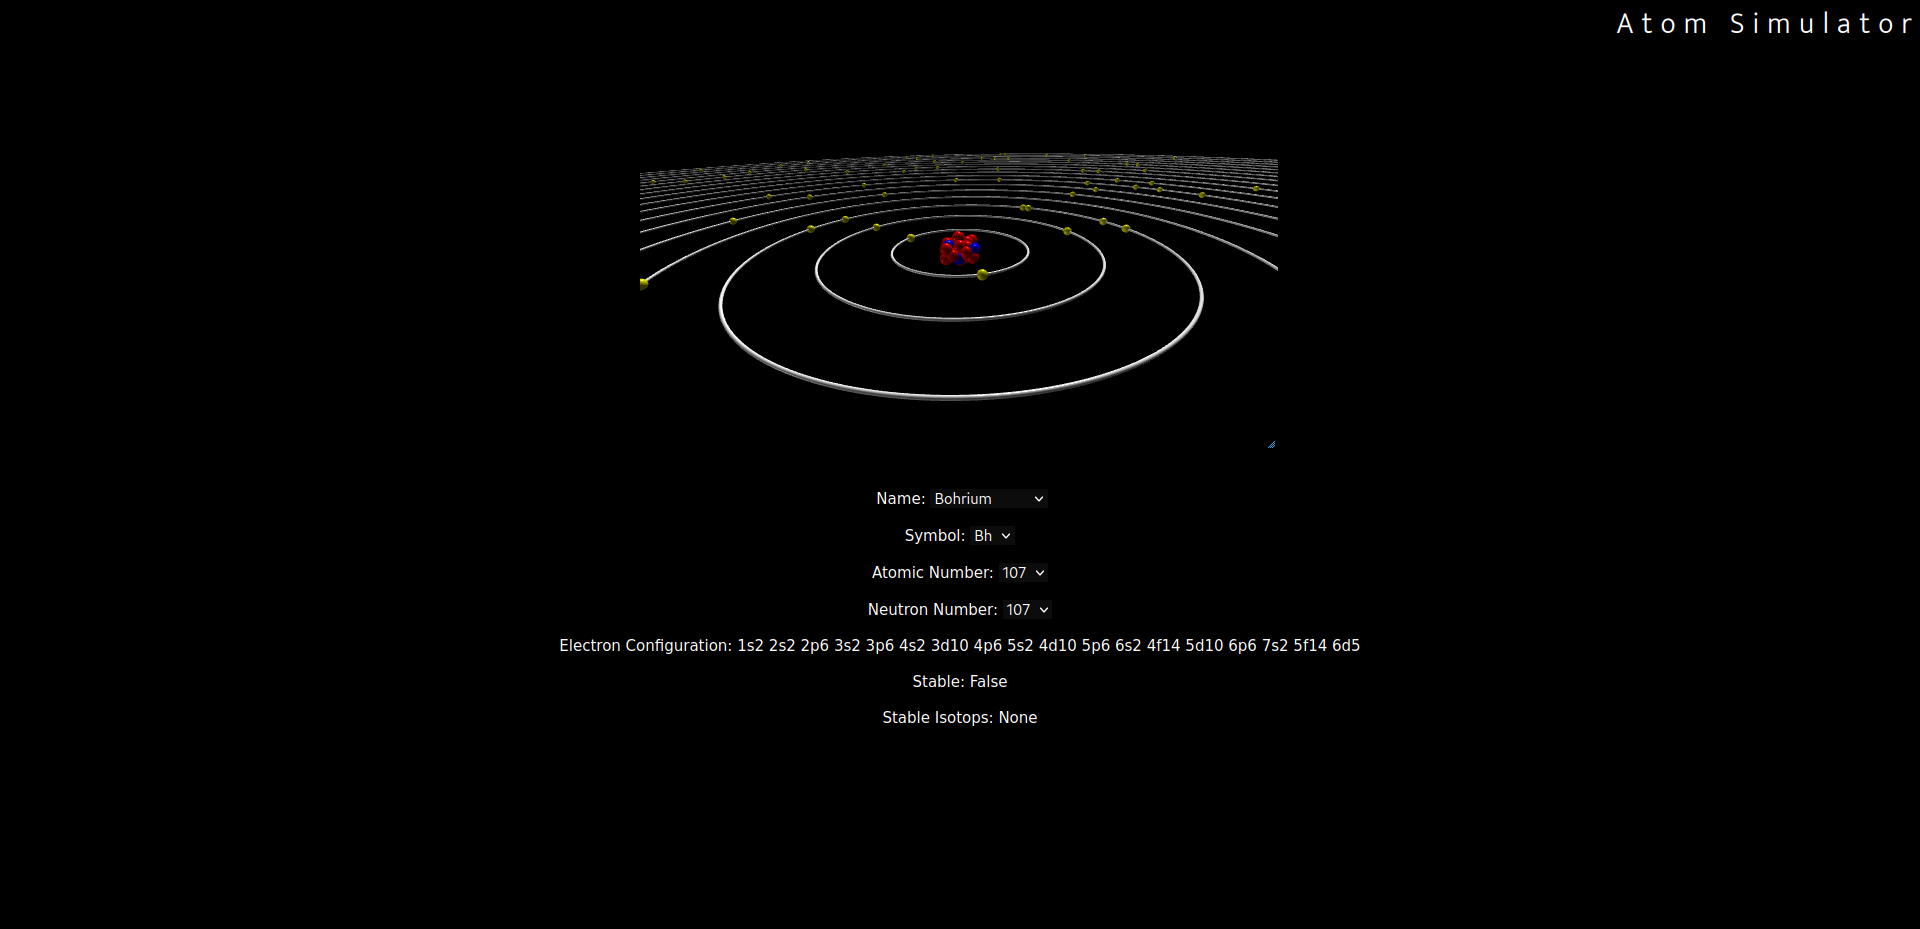 Atom Simulator
Name: Bohrium
Symbol: Bh
Atomic Number: 107
Neutron Number: 107
Electron Configuration: 1s2 2s2 2p6 3s2 3p6 4s2 3d10 4p6 5s2 4d10 5p6 6s2 4f14 5d10 6p6 7s2 5f14 6d5
Stable: False
Stable Isotops: None